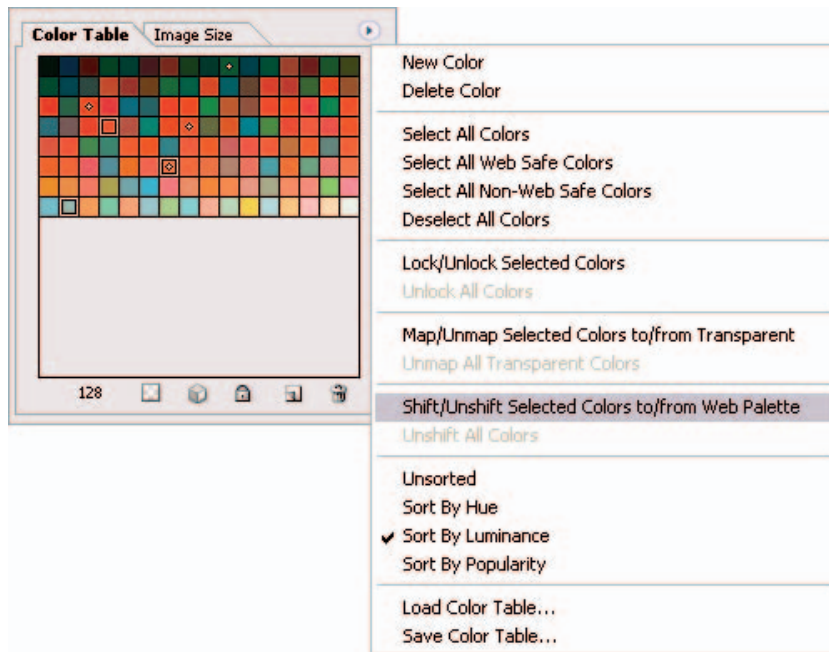 Color Table Image Size
New Color
Delete Color
Select All Colors
Select All Web Safe Colors
Select All Non-Web Safe Colors
Deselect All Colors
Lock/Unlock Selected Colors
Unlock All Colors
Map/Unmap Selected Colors to/from Transparent
Unmap All Transparent Colors
128
Shift/Unshift Selected Colors to/from Web Palette
Unshift All Colors
Unsorted
Sort By Hue
Sort By Luminance
Sort By Popularity
Load Color Table...
Save Color Table...